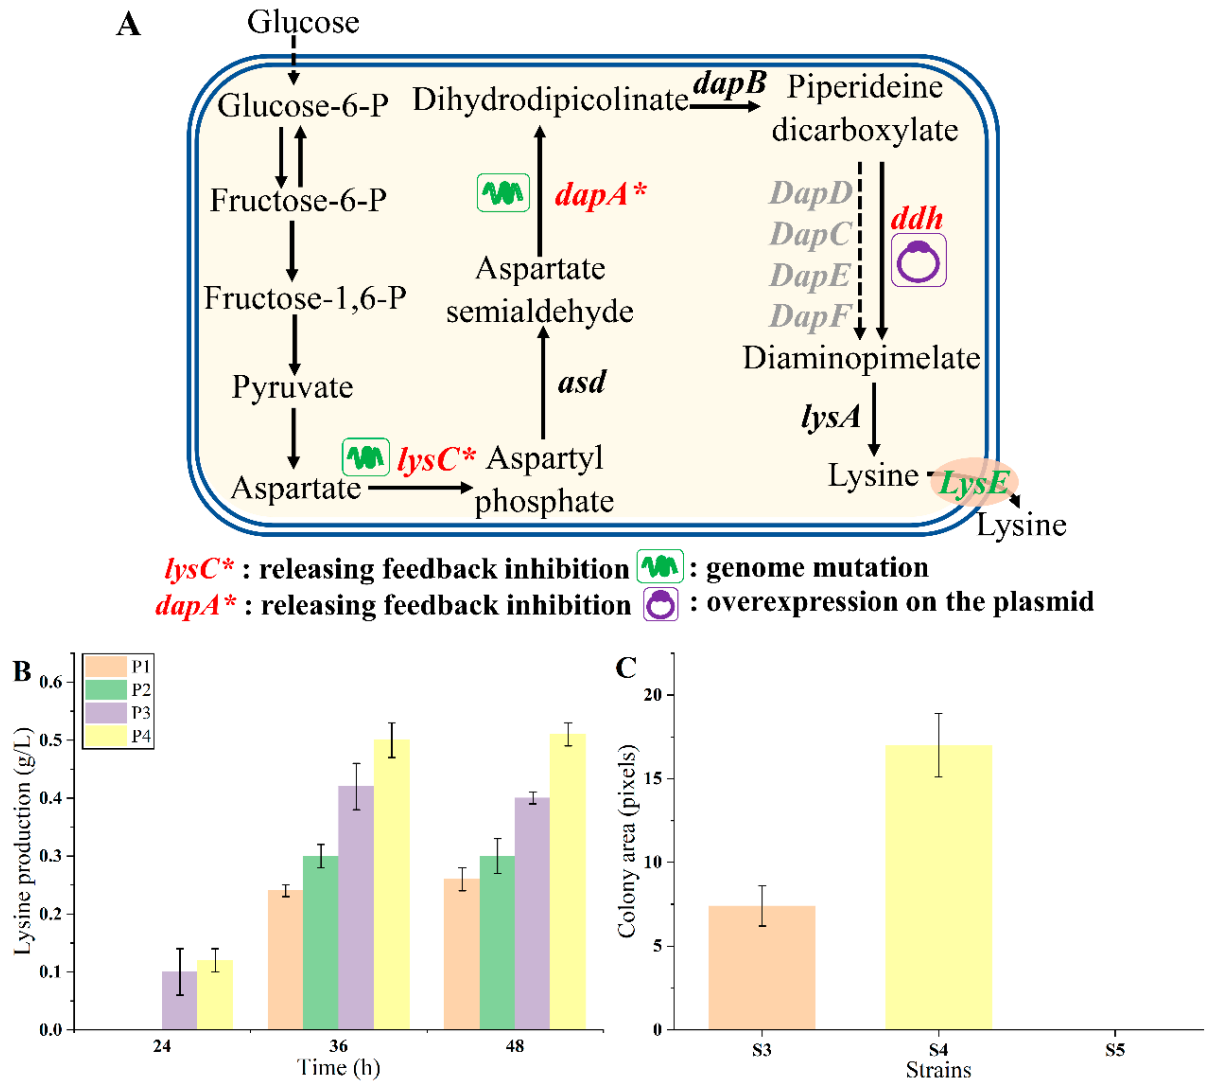 A
Glucose
Glucose-6-P
Fructose-6-P
Fructose-1,6-P
Pyruvate
Aspartate
lysC*
Aspartyl
phosphate
asd
Aspartate
semialdehyde
dapA*
Dihydrodipicolinate
dapB
Piperideine
dicarboxylate
DapD
DapC
DapE
DapF
ddh
Diaminopimelate
lysA
Lysine
LysE
Lysine
lysC* : releasing feedback inhibition : genome mutation
dapA* : releasing feedback inhibition : overexpression on the plasmid
B
P1
P2
P3
P4
Lysine production (g/L)
0.6
0.5
0.4
0.3
0.2
0.1
0.0
24 36 48
Time (h)
C
Colony area (pixels)
20
15
10
5
0
S3 S4 S5
Strains